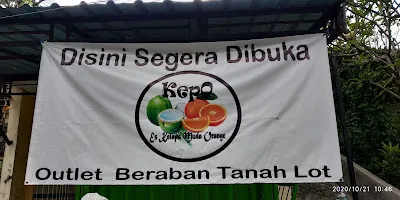 Disini Segera Dibuka
KepO
Es Kelapa Muda Orange
Outlet Beraban Tanah Lot
2020/10/21 10:46